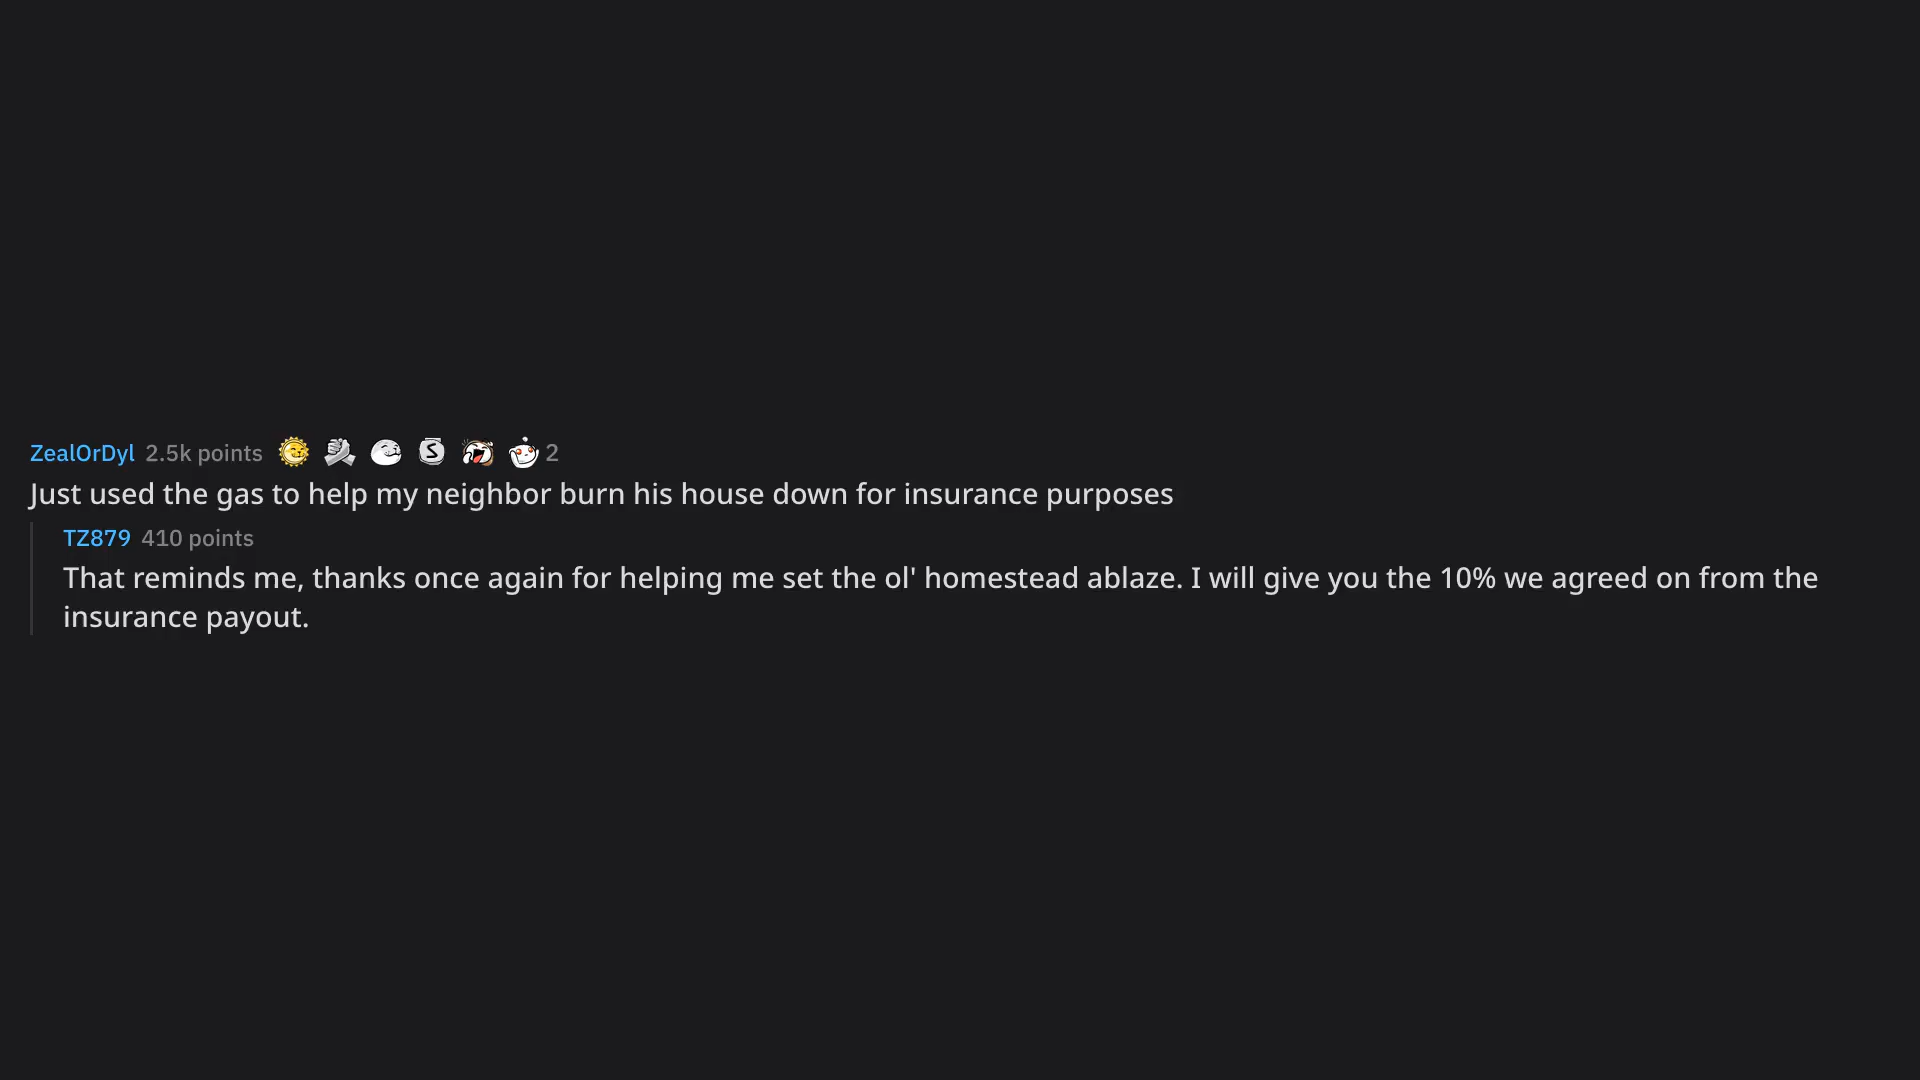 ZealOrDyl 2.5k points 2
Just used the gas to help my neighbor burn his house down for insurance purposes
TZ879 410 points
That reminds me, thanks once again for helping me set the ol' homestead ablaze. I will give you the 10% we agreed on from the
insurance payout.